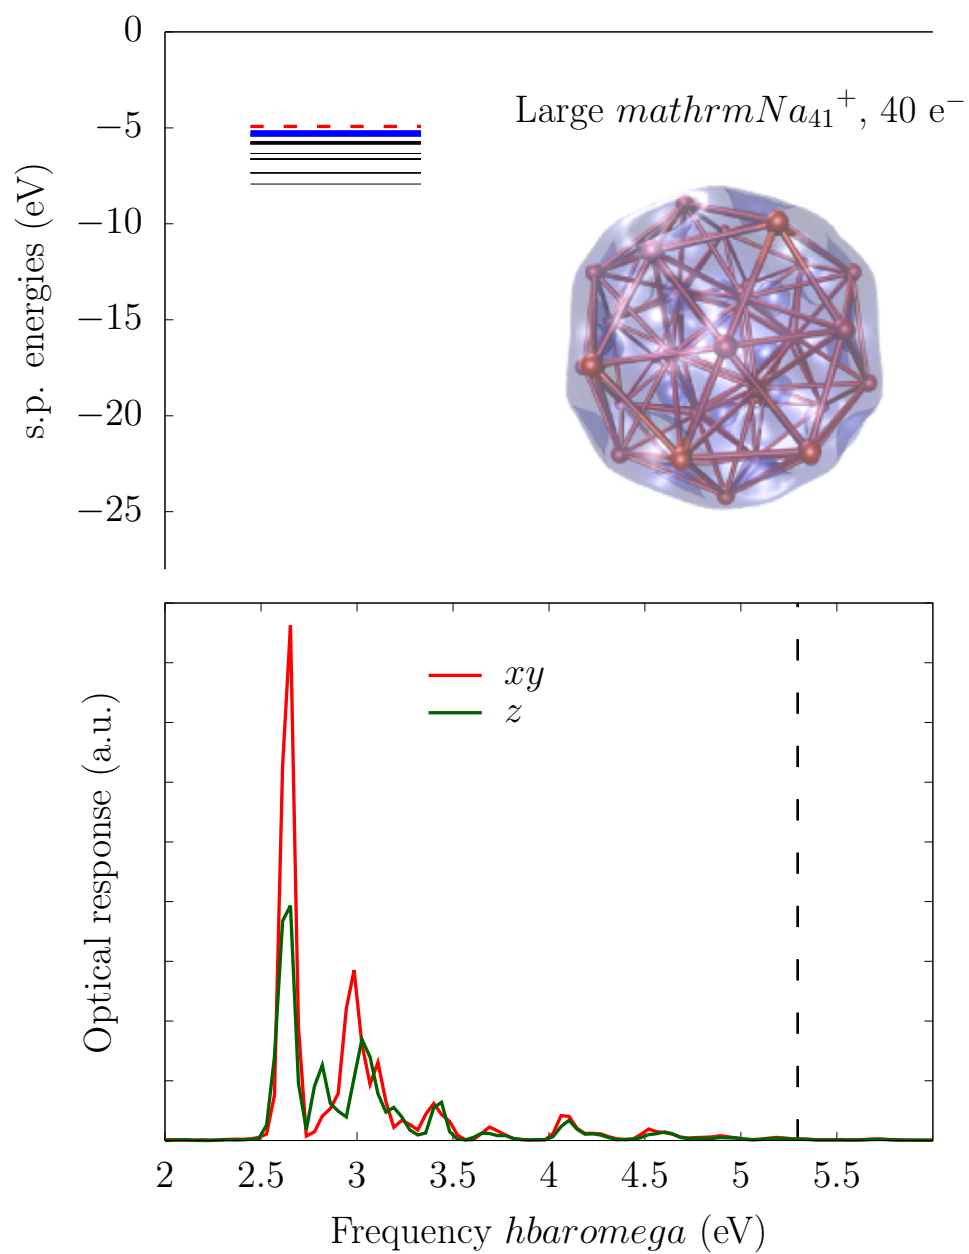 0
Large mathrmNa₄₁⁺, 40 e⁻
−5
−10
s.p. energies (eV)
−15
−20
−25
xy
z
Optical response (a.u.)
2 2.5 3 3.5 4 4.5 5 5.5
Frequency hbaromega (eV)